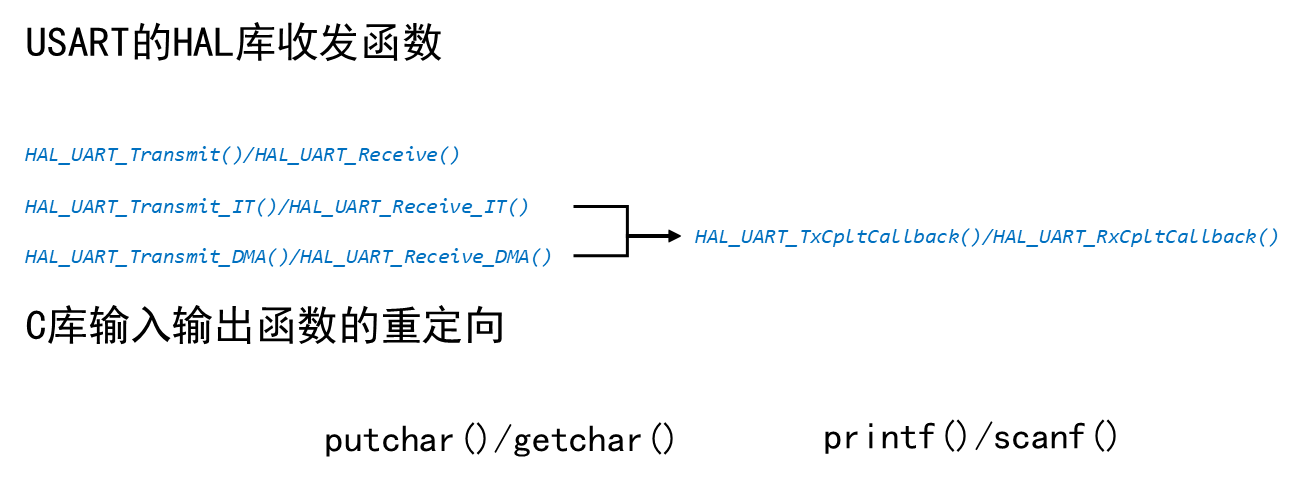 USART的HAL库收发函数
HAL_UART_Transmit()/HAL_UART_Receive()
HAL_UART_Transmit_IT()/HAL_UART_Receive_IT()
HAL_UART_TxCpltCallback()/HAL_UART_RxCpltCallback()
HAL_UART_Transmit_DMA()/HAL_UART_Receive_DMA()
C库输入输出函数的重定向
putchar()/getchar()
printf()/scanf()